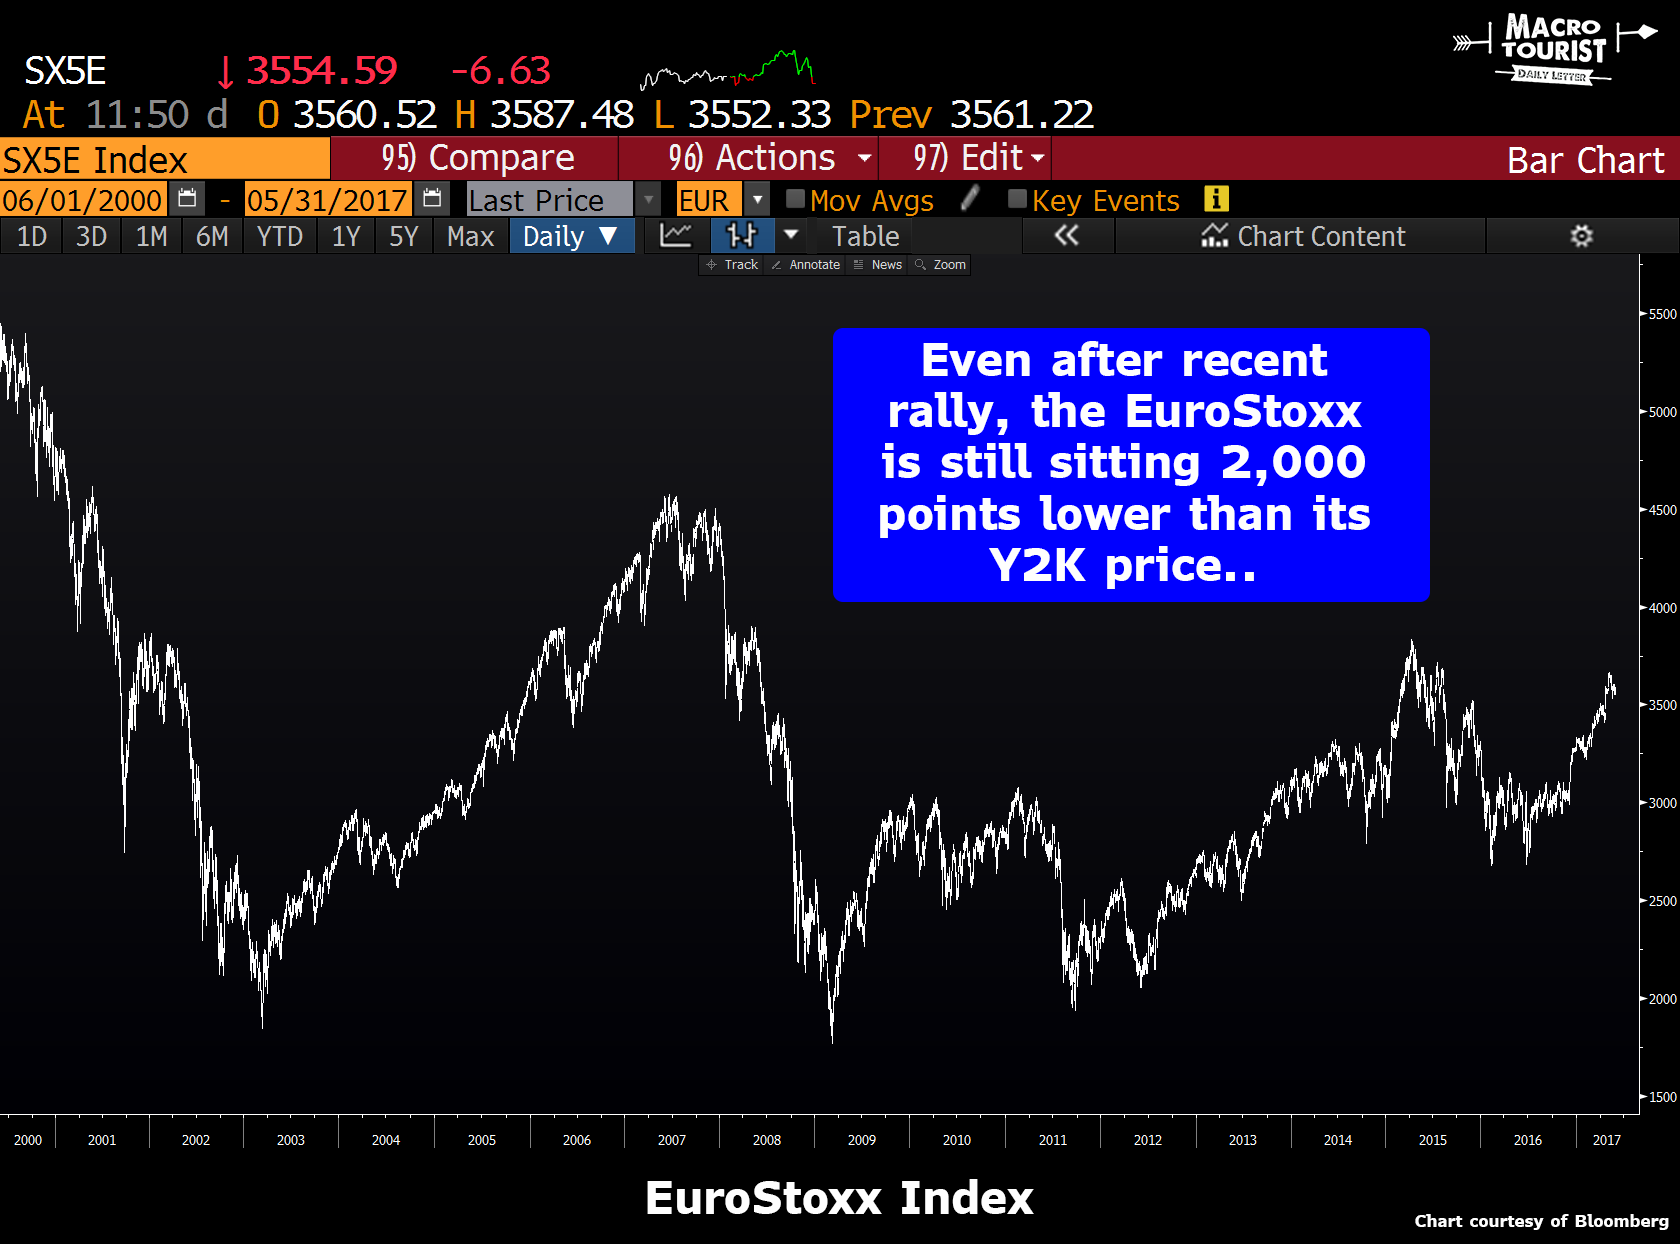 MACRO
TOURIST
DAILY LETTER
SX5E ↓ 3554.59 -6.63
At 11:50 d O 3560.52 H 3587.48 L 3552.33 Prev 3561.22
SX5E Index 95) Compare 96) Actions 97) Edit Bar Chart
06/01/2000 - 05/31/2017 Last Price EUR Mov Avgs Key Events i
1D 3D 1M 6M YTD 1Y 5Y Max Daily ▼ Table « Chart Content
Track Annotate News Zoom
Even after recent
rally, the EuroStoxx
is still sitting 2,000
points lower than its
Y2K price..
5500
5000
4500
4000
3500
3000
2500
2000
1500
2000 2001 2002 2003 2004 2005 2006 2007 2008 2009 2010 2011 2012 2013 2014 2015 2016 2017
EuroStoxx Index
Chart courtesy of Bloomberg